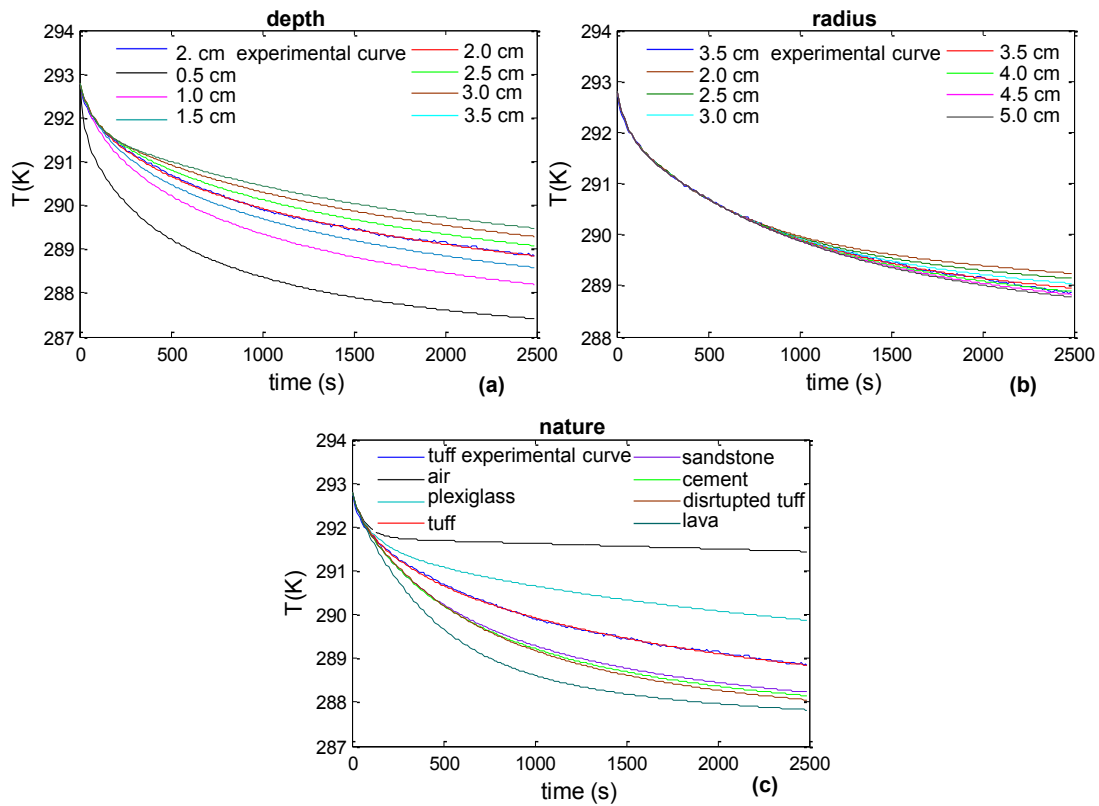 depth
294
293
292
291
290
289
288
287
T(K)
2. cm experimental curve
0.5 cm
1.0 cm
1.5 cm
2.0 cm
2.5 cm
3.0 cm
3.5 cm
0 500 1000 1500 2000 2500
time (s)
(a)
radius
294
293
292
291
290
289
288
T(K)
3.5 cm experimental curve
2.0 cm
2.5 cm
3.0 cm
3.5 cm
4.0 cm
4.5 cm
5.0 cm
0 500 1000 1500 2000 2500
time (s)
(b)
nature
294
293
292
291
290
289
288
287
T(K)
tuff experimental curve
air
plexiglass
tuff
sandstone
cement
disrtupted tuff
lava
0 500 1000 1500 2000 2500
time (s)
(c)